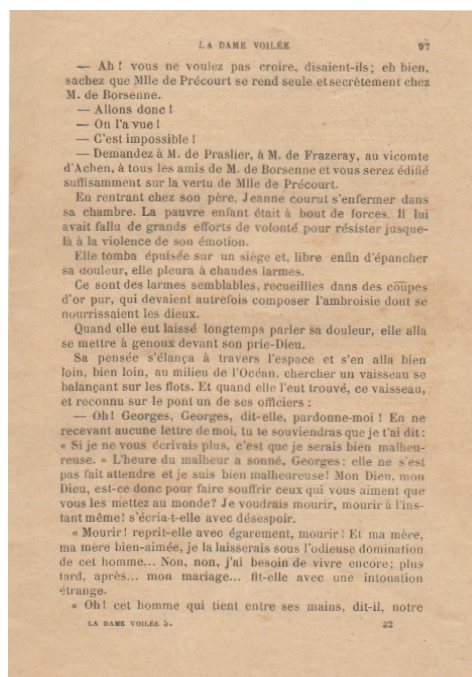 LA DAME VOILÉE 97
— Ah ! vous ne voulez pas croire, disaient-ils ; eh bien,
sachez que Mlle de Précourt se rend seule et secrètement chez
M. de Borsenne.
— Allons donc !
— On l'a vue !
— C'est impossible !
— Demandez à M. de Praslier, à M. de Frazeray, au vicomte
d'Achen, à tous les amis de M. de Borsenne et vous serez édifié
suffisamment sur la vertu de Mlle de Précourt.
En rentrant chez son père, Jeanne courut s'enfermer dans
sa chambre. La pauvre enfant était à bout de forces. Il lui
avait fallu de grands efforts de volonté pour résister jusque-
là à la violence de son émotion.
Elle tomba épuisée sur un siège et, libre enfin d'épancher
sa douleur, elle pleura à chaudes larmes.
Ce sont des larmes semblables, recueillies dans des coupes
d'or pur, qui devaient autrefois composer l'ambroisie dont se
nourrissaient les dieux.
Quand elle eut laissé longtemps parler sa douleur, elle alla
se mettre à genoux devant son prie-Dieu.
Sa pensée s'élança à travers l'espace et s'en alla bien
loin, bien loin, au milieu de l'Océan, chercher un vaisseau se
balançant sur les flots. Et quand elle l'eut trouvé, ce vaisseau,
et reconnu sur le pont un de ses officiers :
— Oh ! Georges, Georges, dit-elle, pardonne-moi ! En ne
recevant aucune lettre de moi, tu te souviendras que je t'ai dit :
« Si je ne vous écrivais plus, c'est que je serais bien malheu-
reuse. » L'heure du malheur a sonné, Georges ; elle ne s'est
pas fait attendre et je suis bien malheureuse ! Mon Dieu, mon
Dieu, est-ce donc pour faire souffrir ceux qui vous aiment que
vous les mettez au monde ? Je voudrais mourir, mourir à l'ins-
tant même ! s'écria-t-elle avec désespoir.
« Mourir ! reprit-elle avec égarement, mourir ! Et ma mère,
ma mère bien-aimée, je la laisserais sous l'odieuse domination
de cet homme... Non, non, j'ai besoin de vivre encore ; plus
tard, après... mon mariage... fit-elle avec une intonation
étrange.
« Oh ! cet homme qui tient entre ses mains, dit-il, notre
LA DAME VOILÉE 5. 32